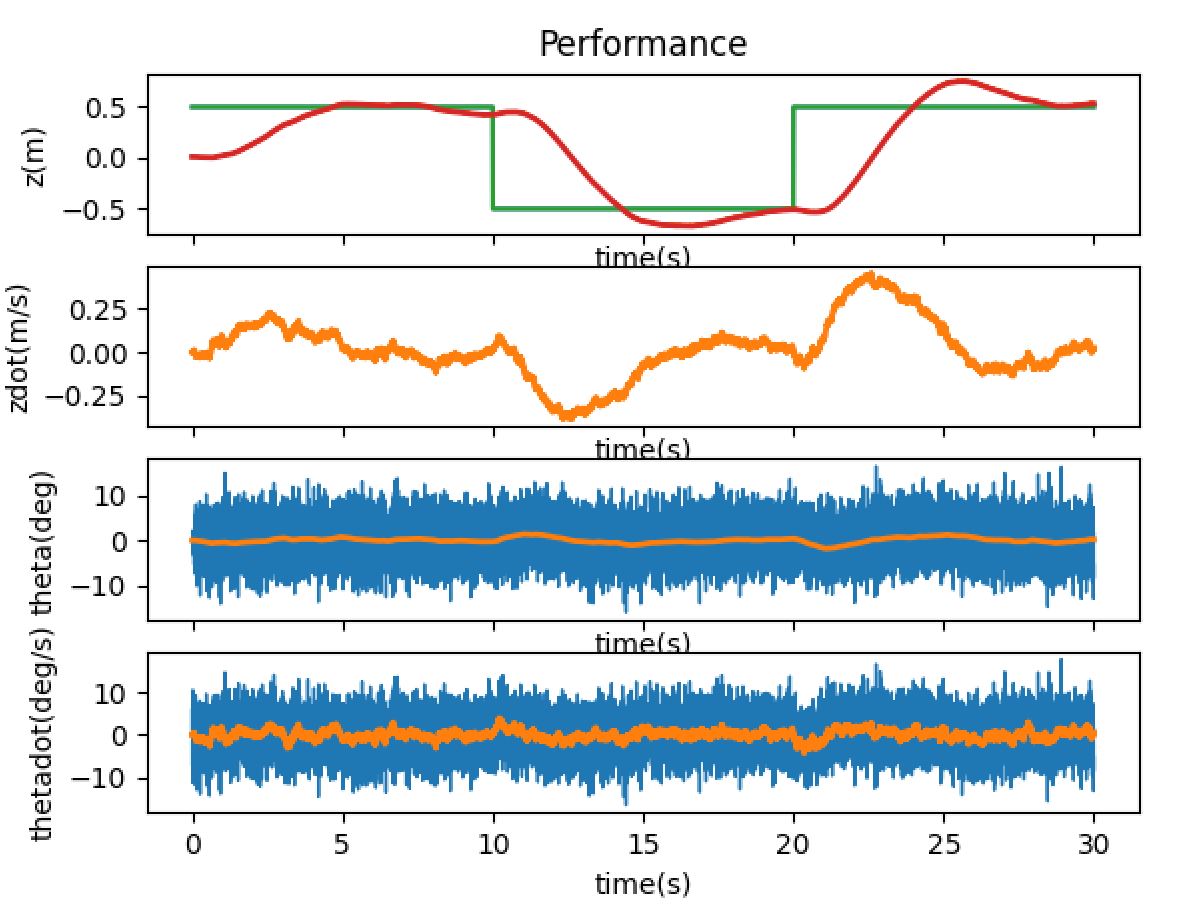 Performance
z(m)
0.5
0.0
−0.5
time(s)
zdot(m/s)
0.25
0.00
−0.25
time(s)
theta(deg)
10
0
−10
time(s)
thetadot(deg/s)
10
0
−10
0 5 10 15 20 25 30
time(s)